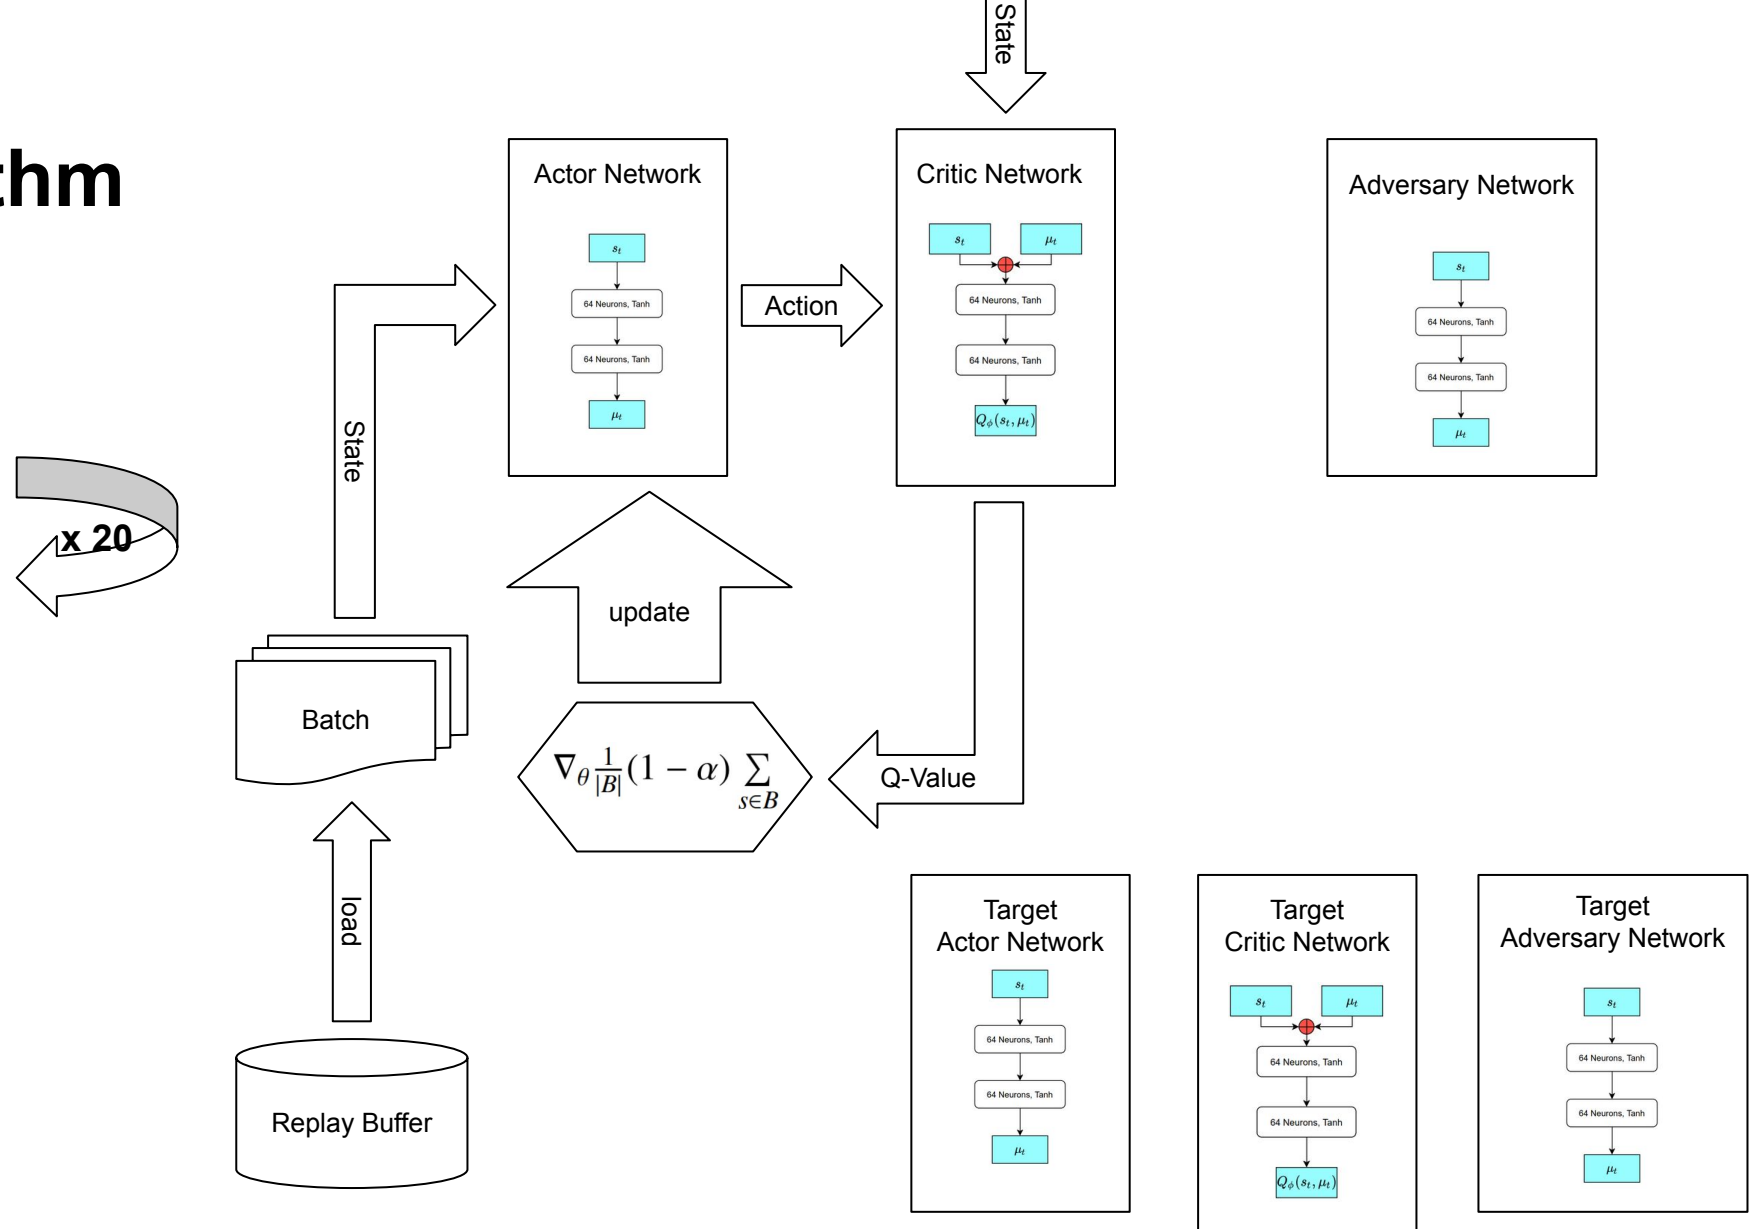 State
thm
Actor Network
s_t
64 Neurons, Tanh
64 Neurons, Tanh
μ_t
Action
Critic Network
s_t μ_t
64 Neurons, Tanh
64 Neurons, Tanh
Q_ϕ(s_t, μ_t)
Adversary Network
s_t
64 Neurons, Tanh
64 Neurons, Tanh
μ_t
State
x 20
update
Batch
∇_θ 1/|B| (1 − α) ∑_{s∈B}
Q-Value
load
Replay Buffer
Target
Actor Network
s_t
64 Neurons, Tanh
64 Neurons, Tanh
μ_t
Target
Critic Network
s_t μ_t
64 Neurons, Tanh
64 Neurons, Tanh
Q_ϕ(s_t, μ_t)
Target
Adversary Network
s_t
64 Neurons, Tanh
64 Neurons, Tanh
μ_t